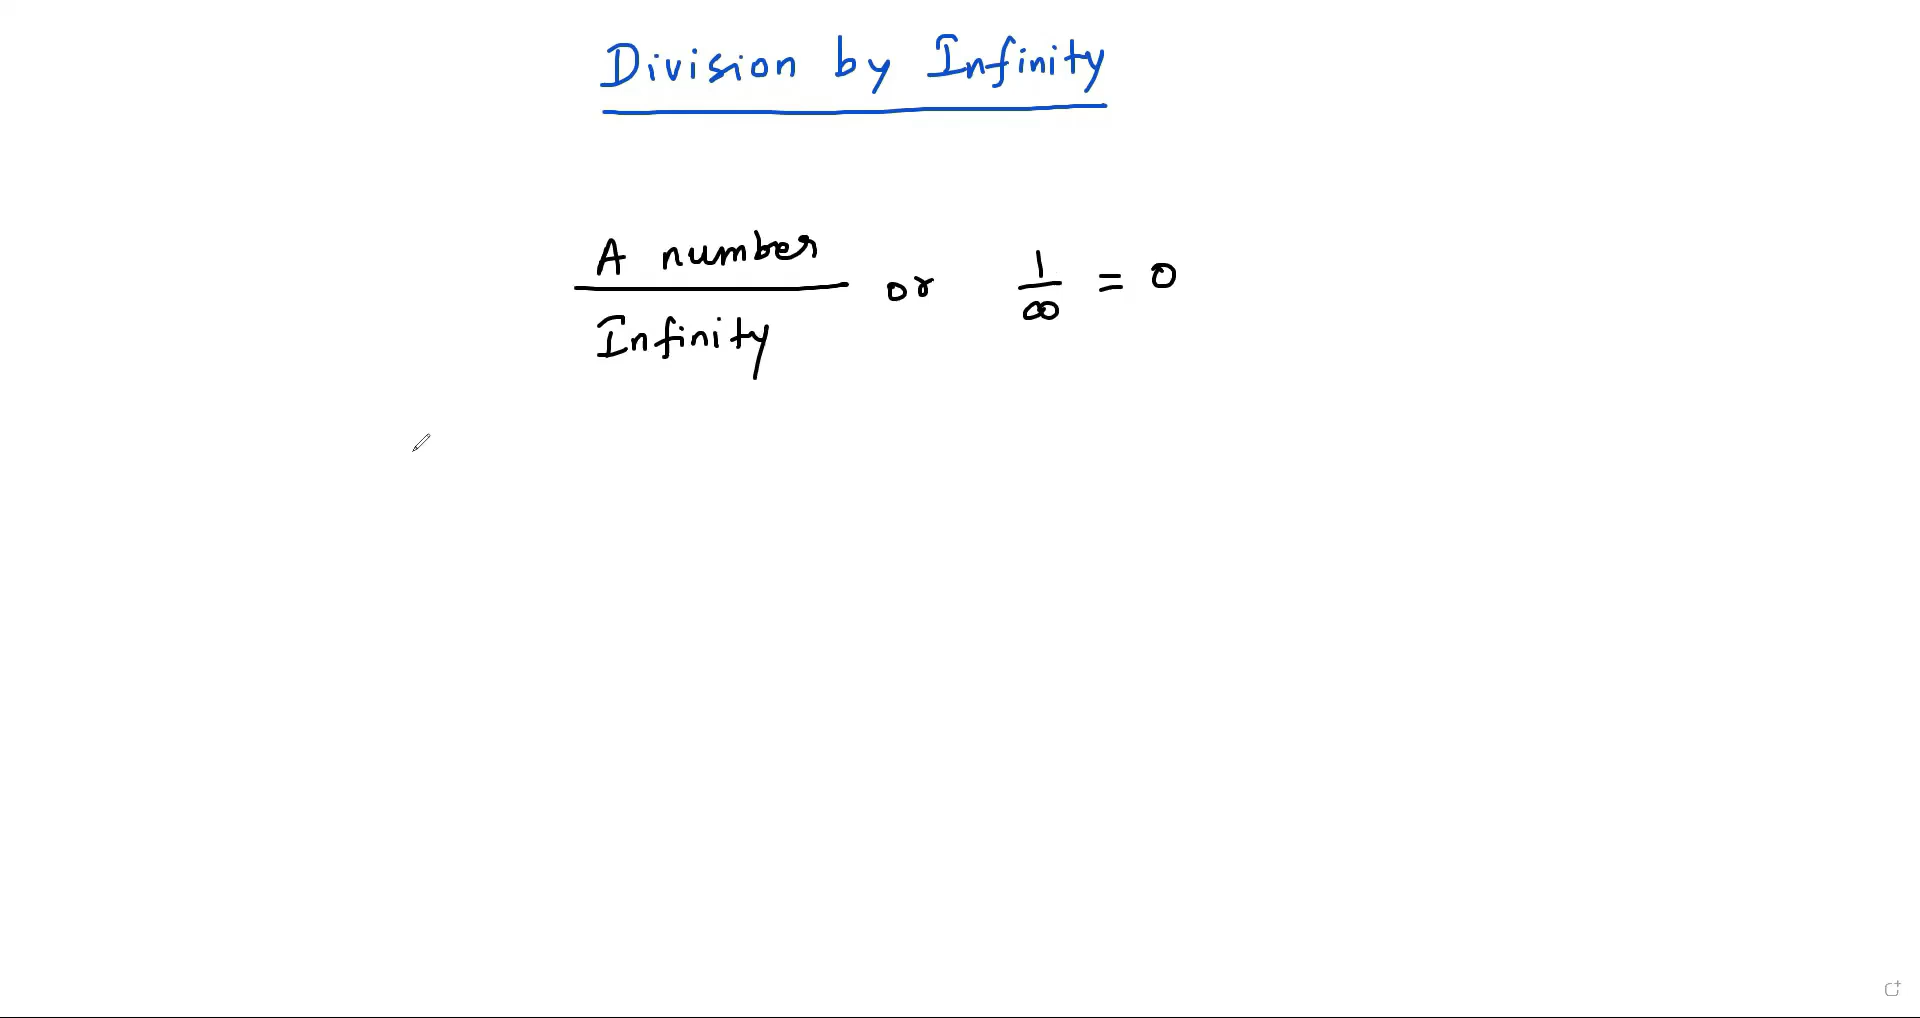 Division by Infinity
A number
Infinity
or
1
∞
= 0